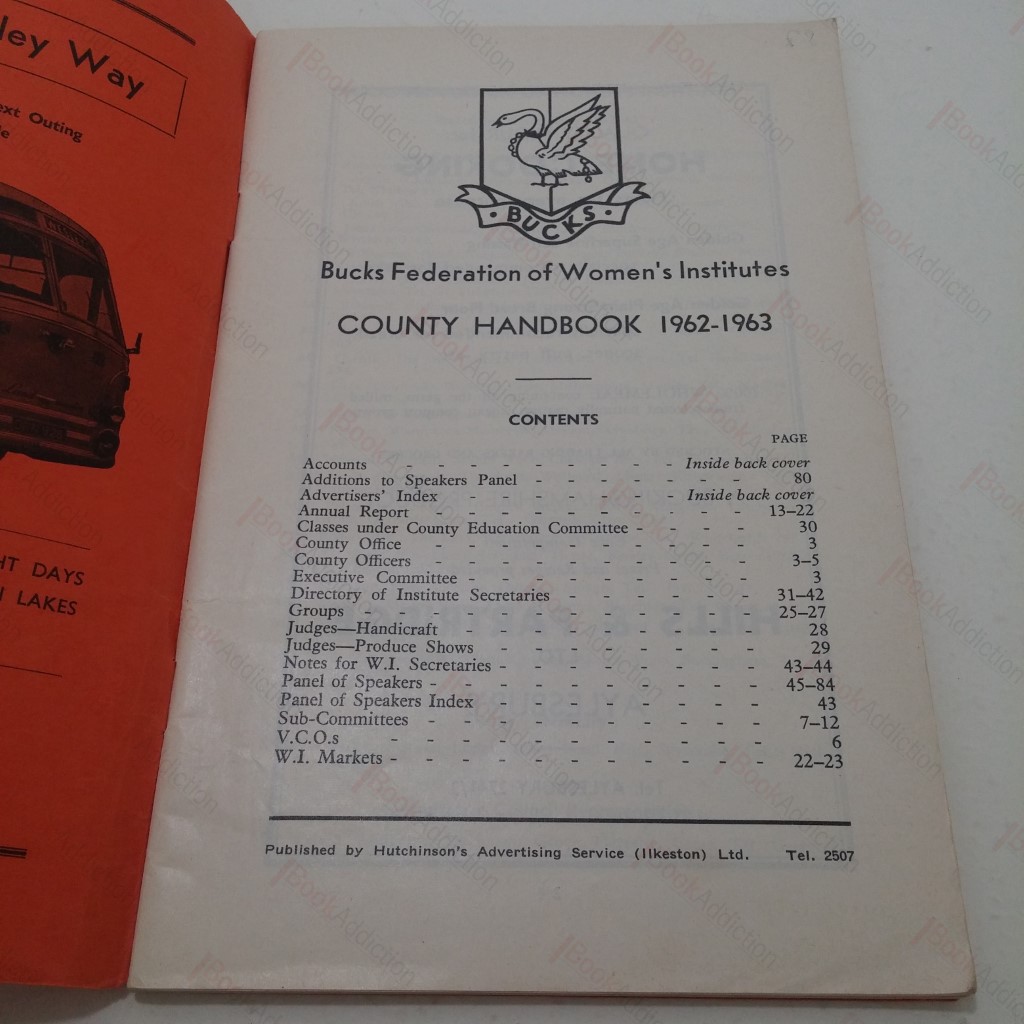 ley Way
ext Outing
HT DAYS
LAKES
BUCKS
Bucks Federation of Women's Institutes
COUNTY HANDBOOK 1962-1963
CONTENTS
PAGE
Accounts - - - - - - - - - Inside back cover
Additions to Speakers Panel - - - - - - - 80
Advertisers' Index - - - - - - - Inside back cover
Annual Report - - - - - - - - - - 13–22
Classes under County Education Committee - - - - 30
County Office - - - - - - - - - - 3
County Officers - - - - - - - - - - 3–5
Executive Committee - - - - - - - - - 3
Directory of Institute Secretaries - - - - - - 31–42
Groups - - - - - - - - - - - - 25–27
Judges—Handicraft - - - - - - - - - 28
Judges—Produce Shows - - - - - - - - 29
Notes for W.I. Secretaries - - - - - - - - 43–44
Panel of Speakers - - - - - - - - - - 45–84
Panel of Speakers Index - - - - - - - - 43
Sub-Committees - - - - - - - - - - 7–12
V.C.O.s - - - - - - - - - - - 6
W.I. Markets - - - - - - - - - - - 22–23
Published by Hutchinson's Advertising Service (Ilkeston) Ltd. Tel. 2507
BookAddiction